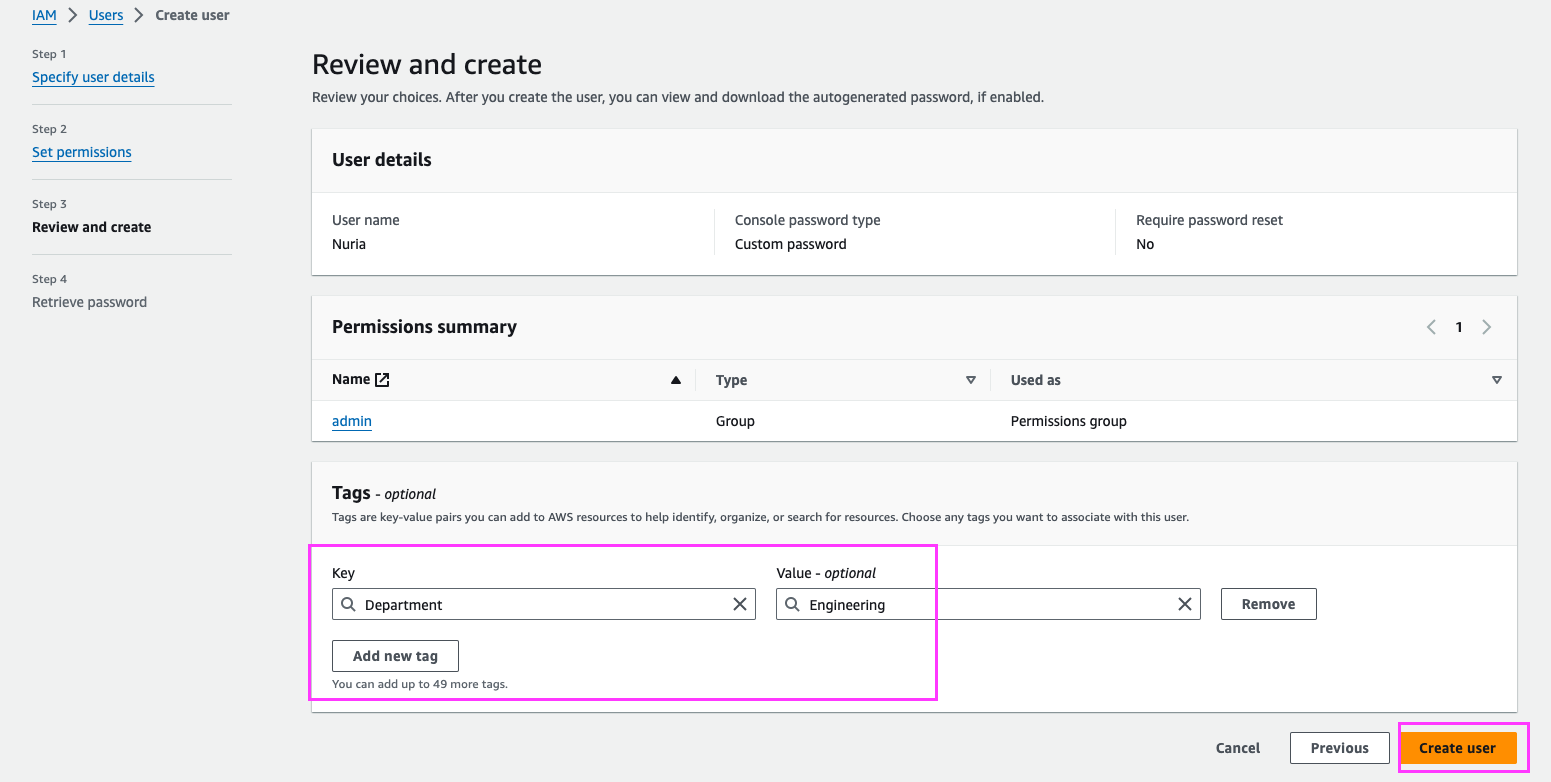 IAM > Users > Create user
Step 1
Specify user details
Step 2
Set permissions
Step 3
Review and create
Step 4
Retrieve password
Review and create
Review your choices. After you create the user, you can view and download the autogenerated password, if enabled.
User details
User name
Nuria
Console password type
Custom password
Require password reset
No
Permissions summary
1
Name Type Used as
admin Group Permissions group
Tags - optional
Tags are key-value pairs you can add to AWS resources to help identify, organize, or search for resources. Choose any tags you want to associate with this user.
Key
Department
Value - optional
Engineering
Remove
Add new tag
You can add up to 49 more tags.
Cancel Previous Create user